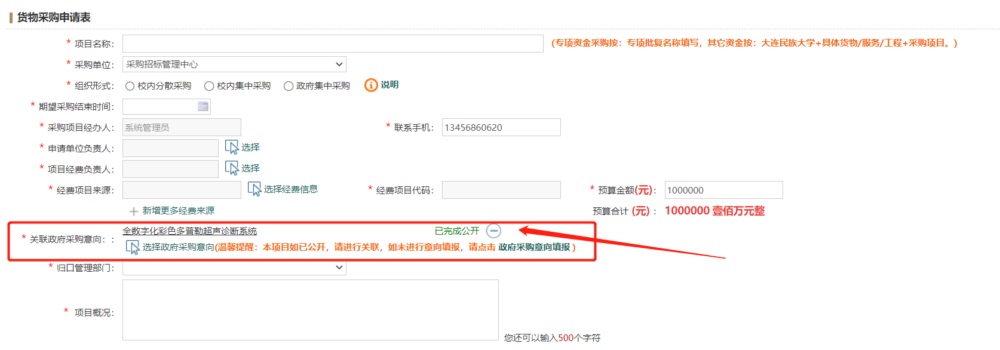 货物采购申请表
* 项目名称： (专项资金采购按：专项批复名称填写，其它资金按：大连民族大学+具体货物/服务/工程+采购项目。)
* 采购单位： 采购招标管理中心
* 组织形式： 校内分散采购 校内集中采购 政府集中采购 说明
* 期望采购结束时间：
* 采购项目经办人： 系统管理员 * 联系手机： 13456860620
* 申请单位负责人： 选择
* 项目经费负责人： 选择
* 经费项目来源： 选择经费信息 * 经费项目代码： * 预算金额(元)： 1000000
新增更多经费来源 预算合计 (元) ： 1000000 壹佰万元整
全数字化彩色多普勒超声诊断系统 已完成公开
* 关联政府采购意向：：
选择政府采购意向(温馨提醒：本项目如已公开，请进行关联，如未进行意向填报，请点击 政府采购意向填报 )
* 归口管理部门：
* 项目概况：
您还可以输入500个字符